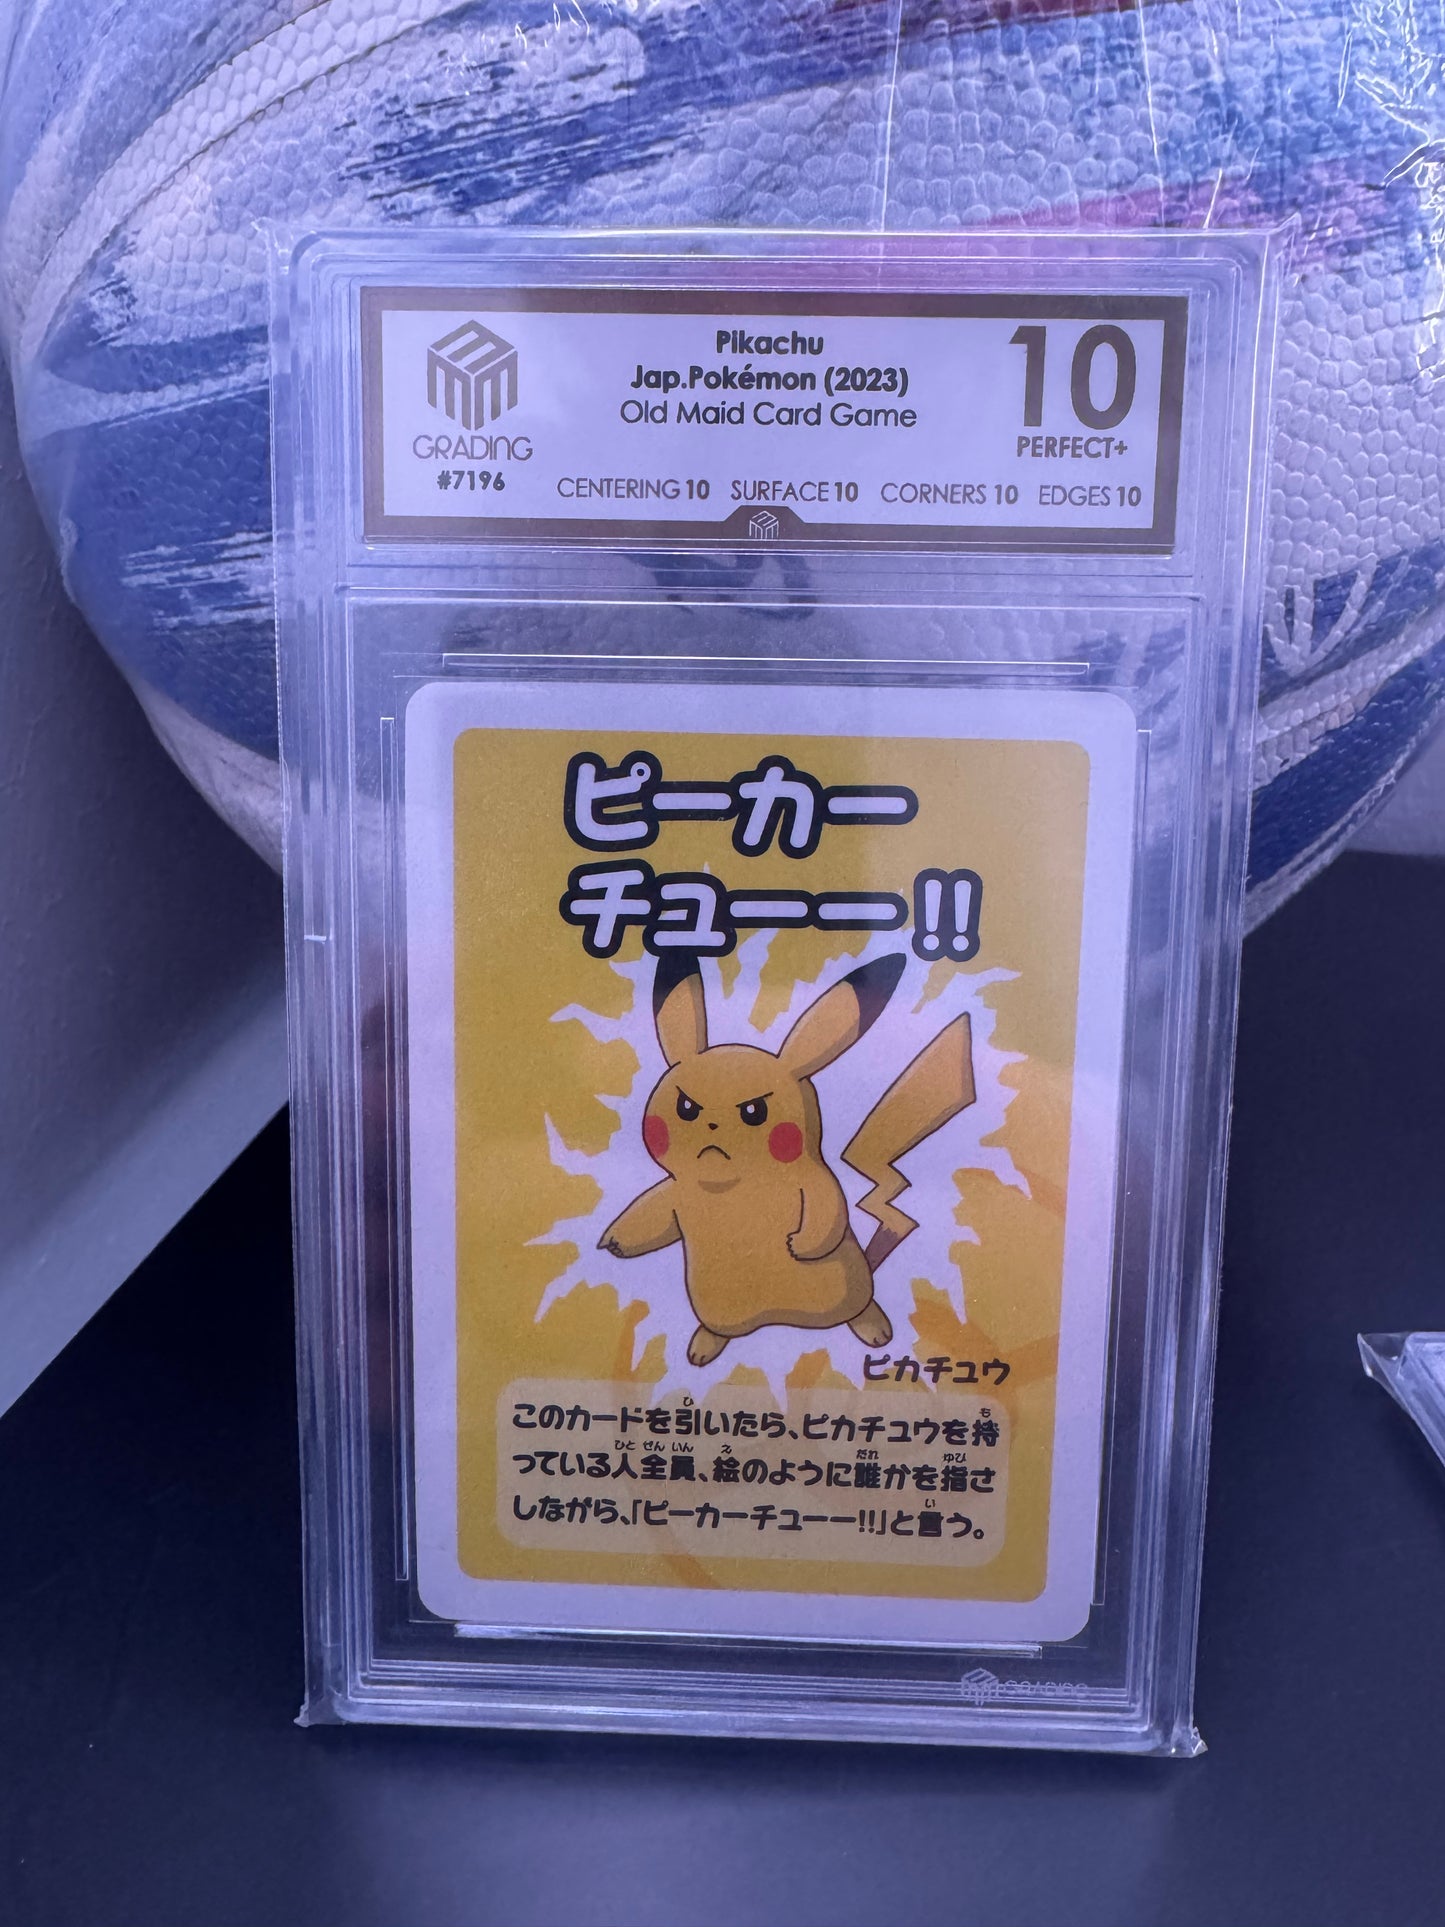 Pikachu
Jap.Pokémon (2023)
Old Maid Card Game
10
PERFECT+
GRADING
#7196
CENTERING 10 SURFACE 10 CORNERS 10 EDGES 10
ピーカー
チューー!!
ピカチュウ
このカードを引いたら、ピカチュウを持
っている人全員、絵のように誰かを指さ
しながら、「ピーカーチューー!!」と言う。
GRADING